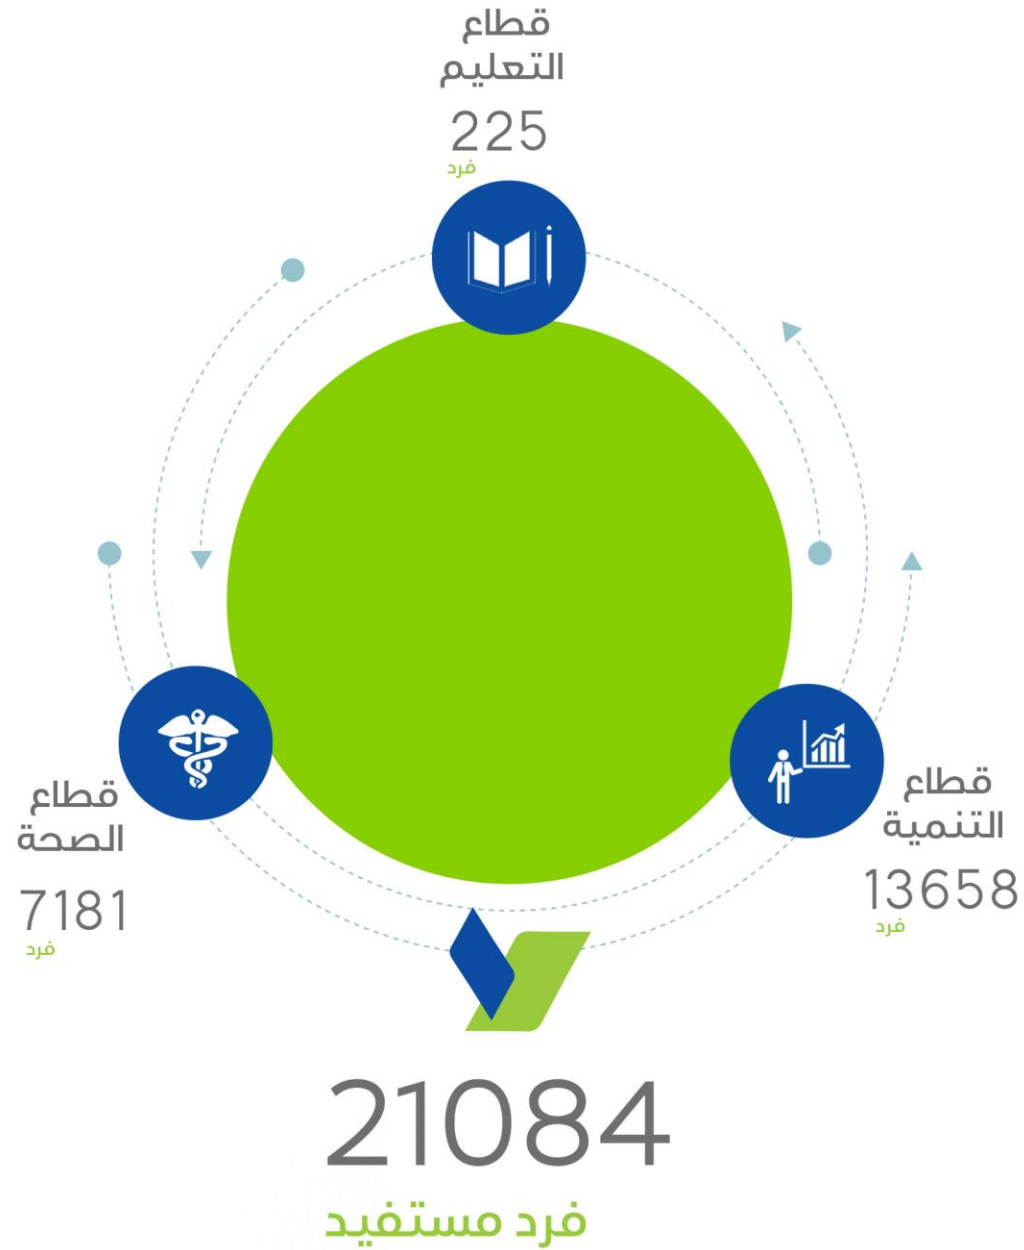 قطاع
التعليم
225
فرد
قطاع
التنمية
13658
فرد
قطاع
الصحة
7181
فرد
21084
فرد مستفيد